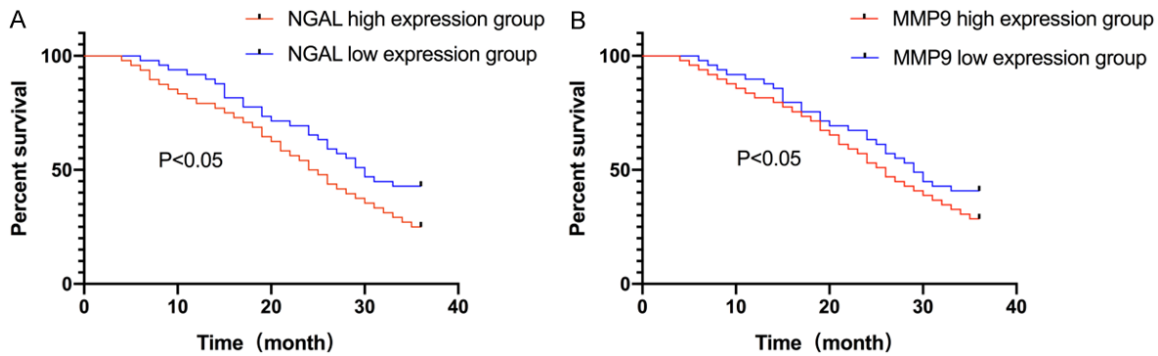 A
NGAL high expression group
NGAL low expression group
100
50
0
Percent survival
P<0.05
0 10 20 30 40
Time（month）
B
MMP9 high expression group
MMP9 low expression group
100
50
0
Percent survival
P<0.05
0 10 20 30 40
Time（month）